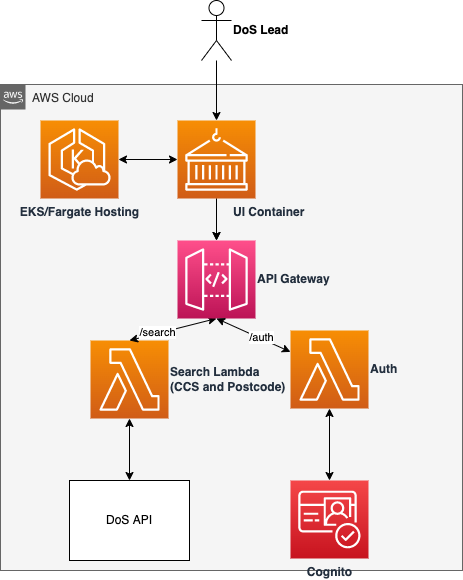 DoS Lead
aws
AWS Cloud
EKS/Fargate Hosting
UI Container
API Gateway
/search
/auth
Search Lambda
(CCS and Postcode)
Auth
DoS API
Cognito